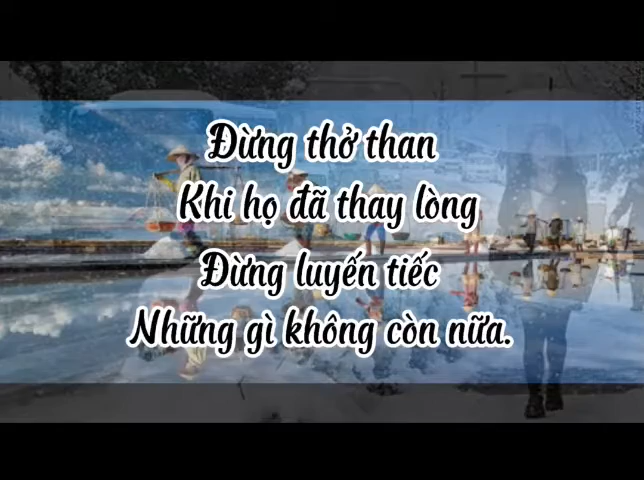 Đừng thở than
Khi họ đã thay lòng
Đừng luyến tiếc
Những gì không còn nữa.